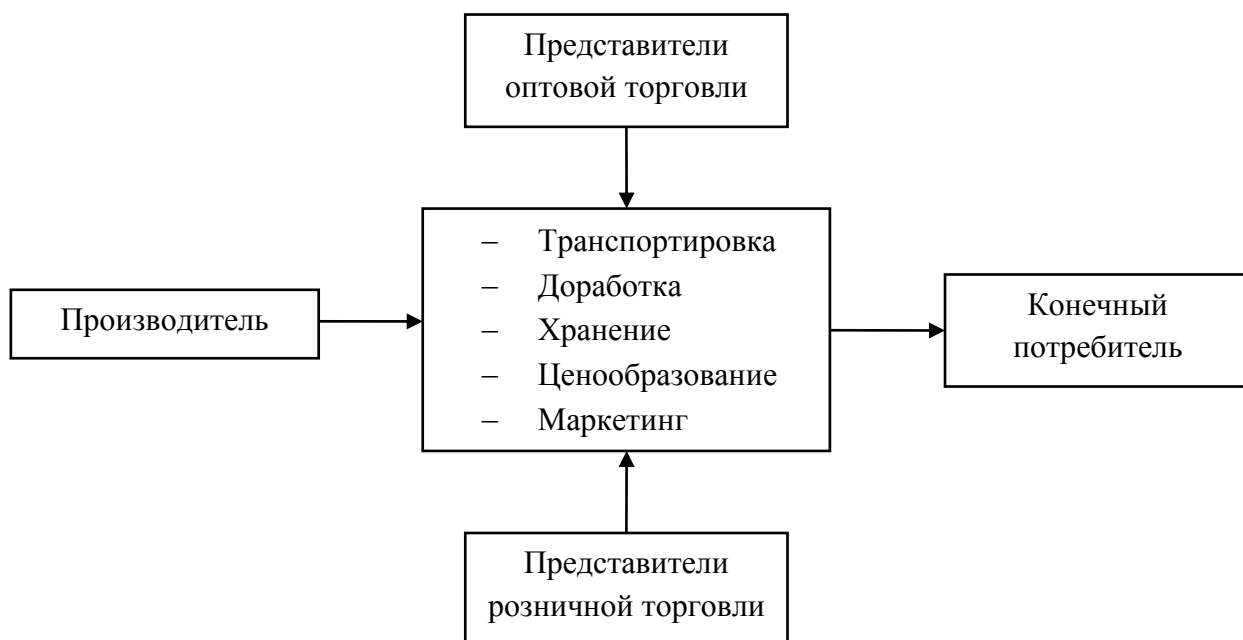 Представители
оптовой торговли
Производитель
– Транспортировка
– Доработка
– Хранение
– Ценообразование
– Маркетинг
Конечный
потребитель
Представители
розничной торговли